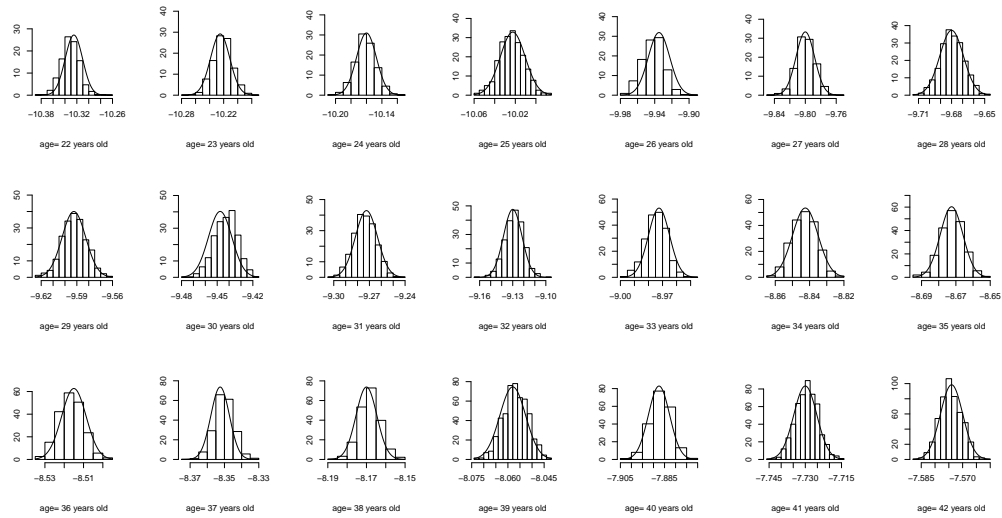 0 10 20 30
−10.38 −10.32 −10.26
age= 22 years old
0 10 20 30 40
−10.28 −10.22
age= 23 years old
0 10 20 30 40
−10.20 −10.14
age= 24 years old
0 10 20 30 40
−10.06 −10.02
age= 25 years old
0 10 20 30 40
−9.98 −9.94 −9.90
age= 26 years old
0 10 20 30 40
−9.84 −9.80 −9.76
age= 27 years old
0 10 20 30 40
−9.71 −9.68 −9.65
age= 28 years old
0 10 30 50
−9.62 −9.59 −9.56
age= 29 years old
0 10 30 50
−9.48 −9.45 −9.42
age= 30 years old
0 10 30 50
−9.30 −9.27 −9.24
age= 31 years old
0 10 30 50
−9.16 −9.13 −9.10
age= 32 years old
0 20 40 60
−9.00 −8.97
age= 33 years old
0 20 40 60
−8.86 −8.84 −8.82
age= 34 years old
0 20 40 60
−8.69 −8.67 −8.65
age= 35 years old
0 20 40 60
−8.53 −8.51
age= 36 years old
0 20 40 60 80
−8.37 −8.35 −8.33
age= 37 years old
0 20 40 60 80
−8.19 −8.17 −8.15
age= 38 years old
0 20 40 60 80
−8.075 −8.060 −8.045
age= 39 years old
0 20 40 60 80
−7.905 −7.885
age= 40 years old
0 20 40 60 80
−7.745 −7.730 −7.715
age= 41 years old
0 20 40 60 80 100
−7.585 −7.570
age= 42 years old